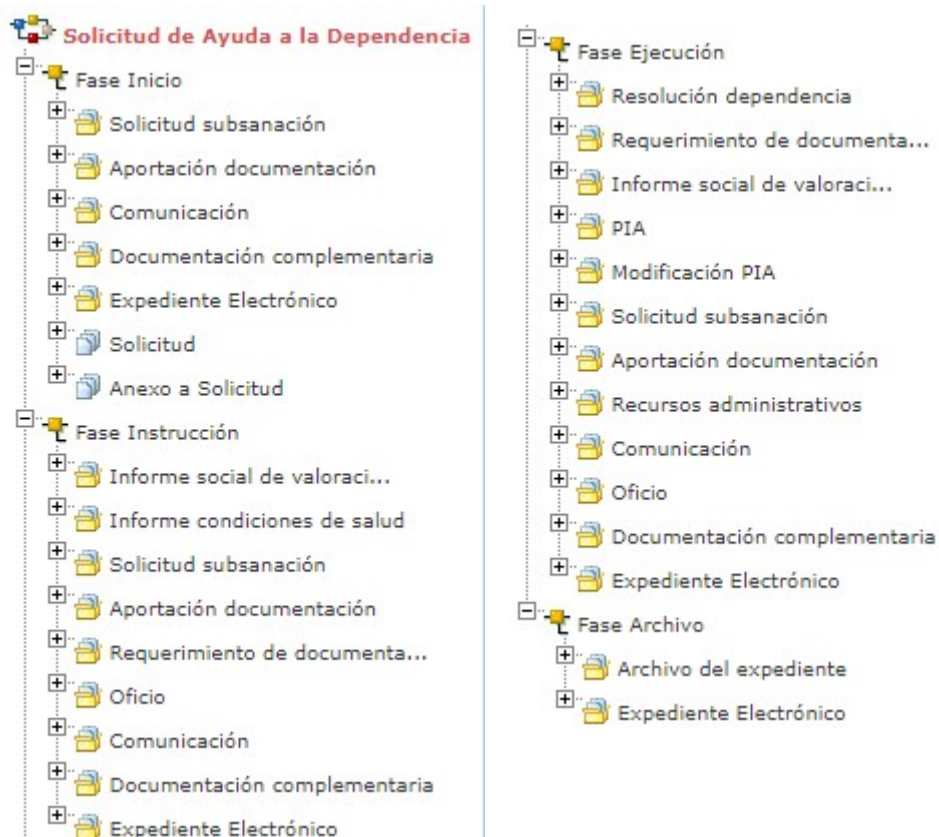 Solicitud de Ayuda a la Dependencia
Fase Inicio
Solicitud subsanación
Aportación documentación
Comunicación
Documentación complementaria
Expediente Electrónico
Solicitud
Anexo a Solicitud
Fase Instrucción
Informe social de valoraci...
Informe condiciones de salud
Solicitud subsanación
Aportación documentación
Requerimiento de documenta...
Oficio
Comunicación
Documentación complementaria
Expediente Electrónico
Fase Ejecución
Resolución dependencia
Requerimiento de documenta...
Informe social de valoraci...
PIA
Modificación PIA
Solicitud subsanación
Aportación documentación
Recursos administrativos
Comunicación
Oficio
Documentación complementaria
Expediente Electrónico
Fase Archivo
Archivo del expediente
Expediente Electrónico